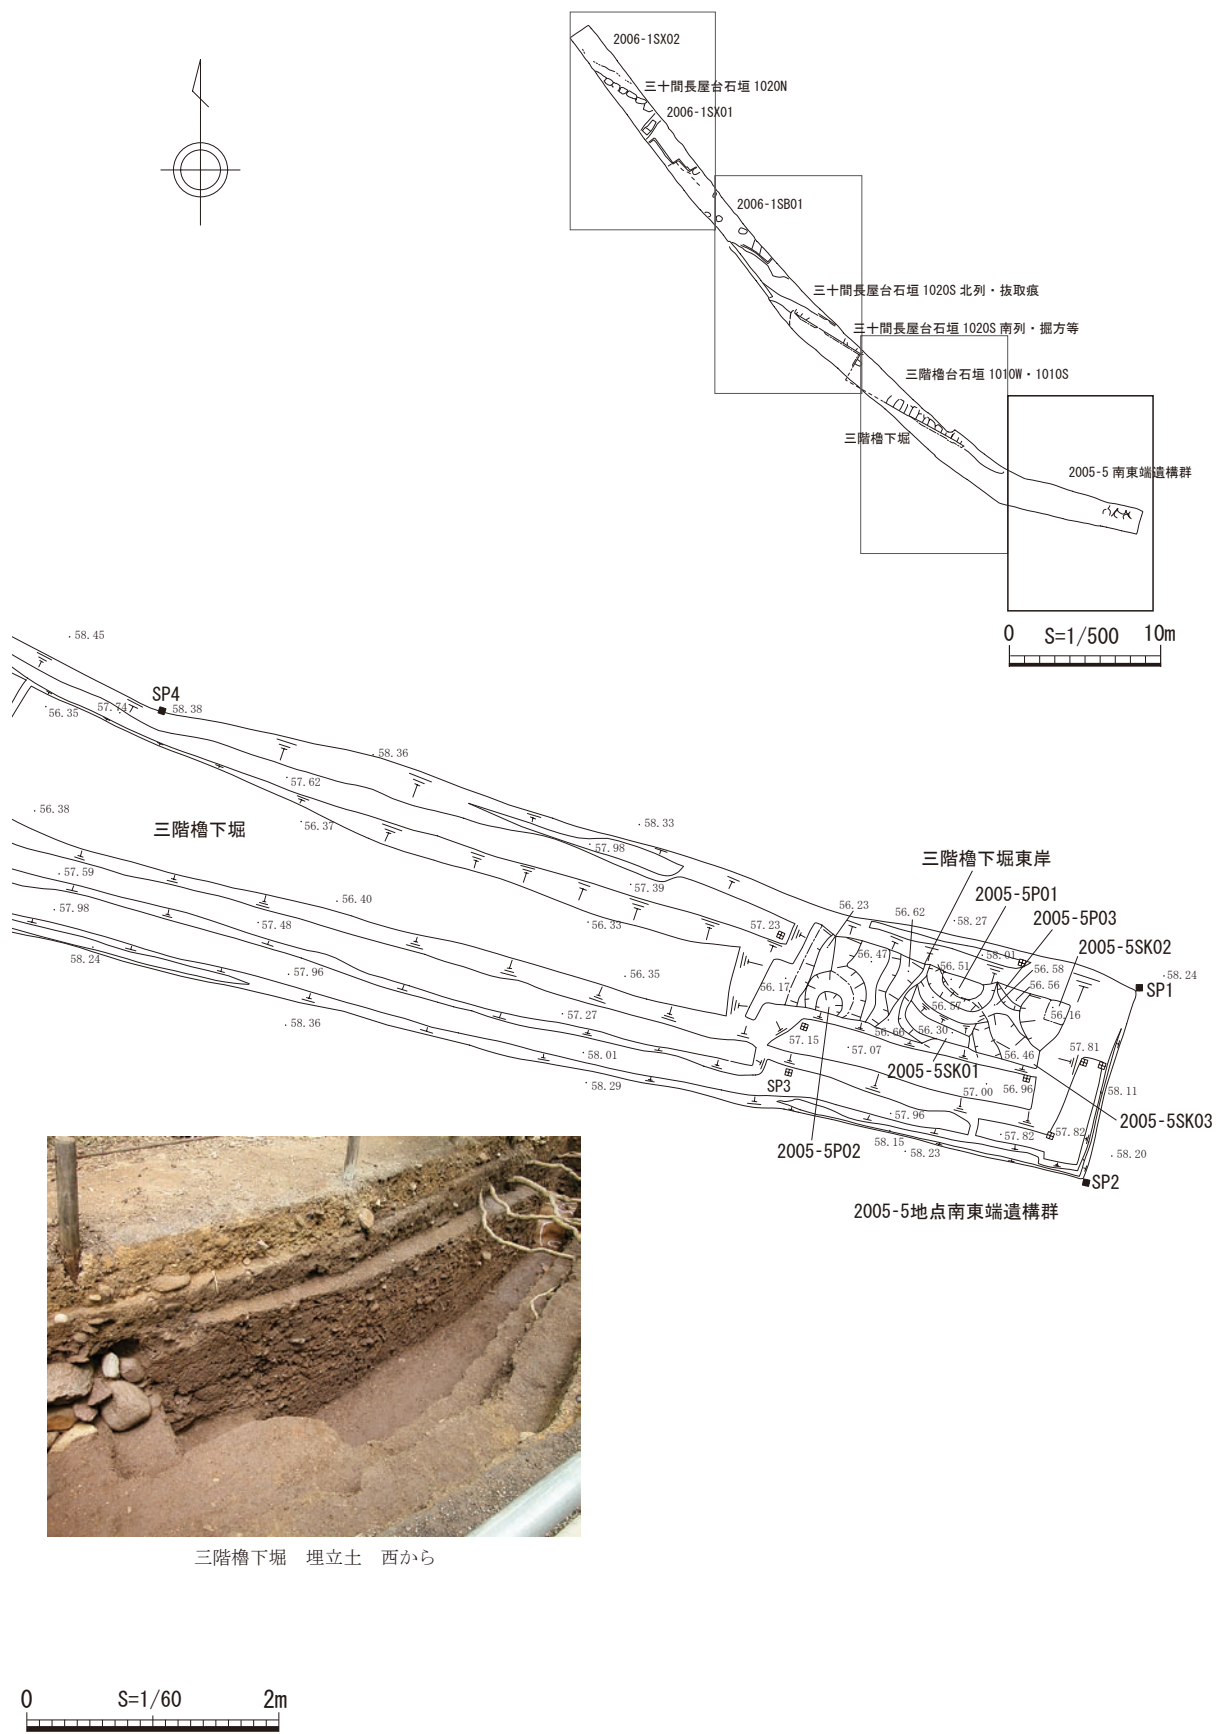 2006-1SX02
三十間長屋台石垣 1020N
2006-1SX01
2006-1SB01
三十間長屋台石垣 1020S 北列・抜取痕
三十間長屋台石垣 1020S 南列・掘方等
三階櫓台石垣 1010W・1010S
三階櫓下堀
2005-5 南東端遺構群
0 S=1/500 10m
58.45
SP4
56.35
57.74
58.38
58.36
57.62
56.38
三階櫓下堀
56.37
58.33
57.98
57.59
57.39
三階櫓下堀東岸
2005-5P01
56.40
57.98
57.48
56.33
57.23
56.23
56.62
58.27
2005-5P03
2005-5SK02
58.24
57.96
56.35
56.47
56.51
58.01
56.58
56.56
58.24
SP1
56.17
56.57
56.16
58.36
57.27
57.15
56.66
56.30
58.01
57.07
56.46
57.81
2005-5SK01
58.29
SP3
57.00
56.96
58.11
57.96
2005-5SK03
57.82
57.82
2005-5P02
58.15
58.23
58.20
SP2
2005-5地点南東端遺構群
三階櫓下堀　埋立土　西から
0 S=1/60 2m